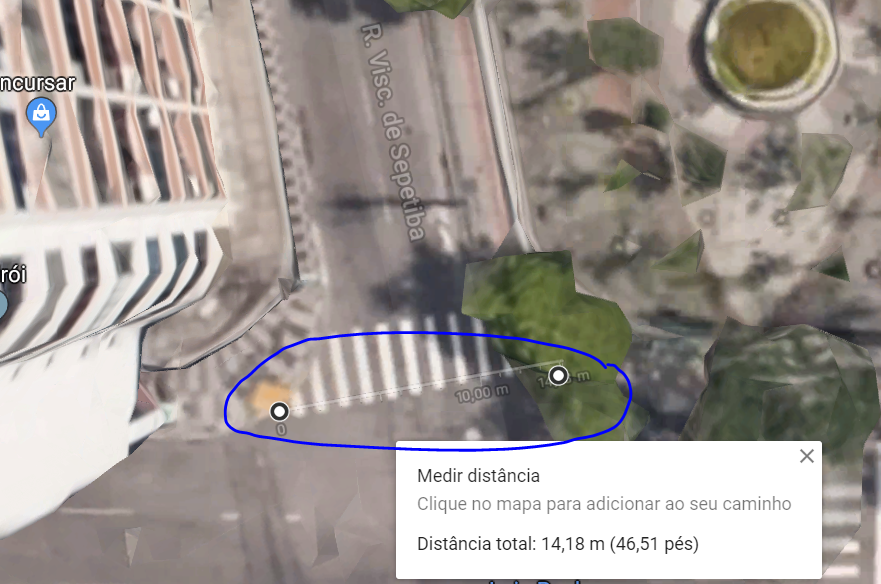 ncursar
R. Visc. de Sepetiba
rói
10,00 m
0
Medir distância
Clique no mapa para adicionar ao seu caminho
Distância total: 14,18 m (46,51 pés)